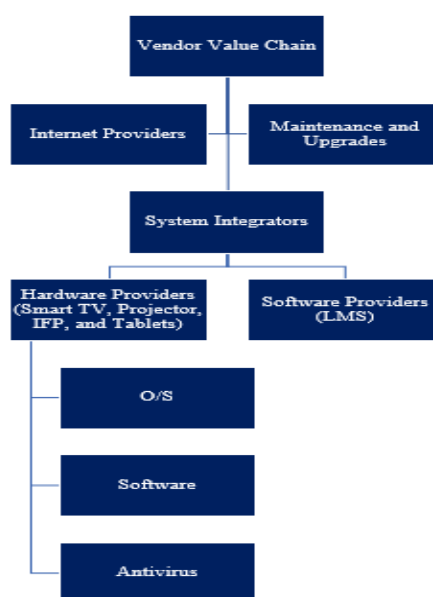 Vendor Value Chain
Internet Providers
Maintenance and
Upgrades
System Integrators
Hardware Providers
(Smart TV, Projector,
IFP, and Tablets)
Software Providers
(LMS)
O/S
Software
Antivirus